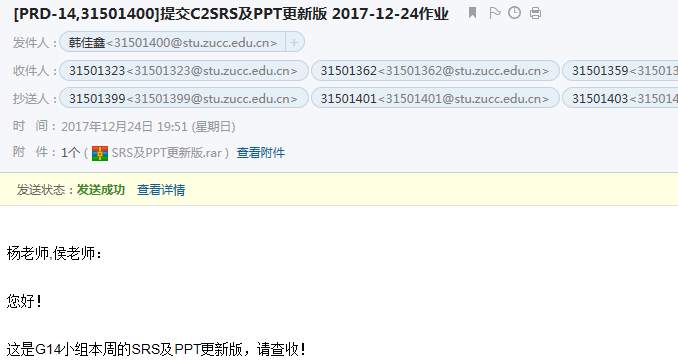 [PRD-14,31501400]提交C2SRS及PPT更新版 2017-12-24作业
发件人：韩佳鑫<31501400@stu.zucc.edu.cn> +
收件人：31501323<31501323@stu.zucc.edu.cn> 31501362<31501362@stu.zucc.edu.cn> 31501359<315013
抄送人：31501399<31501399@stu.zucc.edu.cn> 31501401<31501401@stu.zucc.edu.cn> 31501403<315014
时 间：2017年12月24日 19:51 (星期日)
附 件：1个 ( SRS及PPT更新版.rar ) 查看附件
发送状态：发送成功 查看详情
杨老师,侯老师：
您好！
这是G14小组本周的SRS及PPT更新版，请查收！